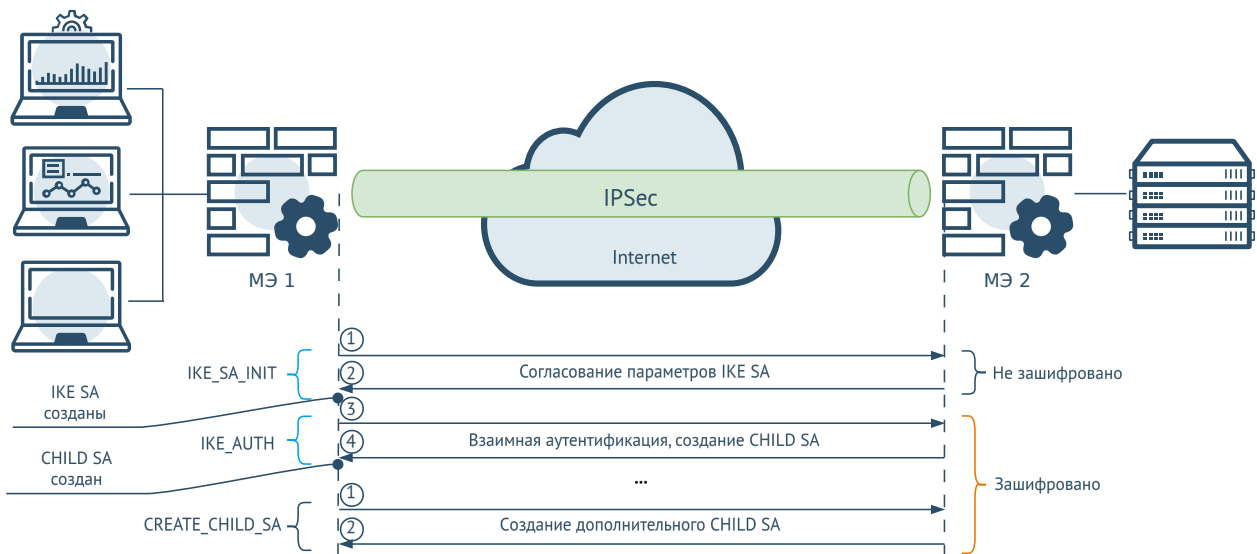 IPSec
Internet
МЭ 1
МЭ 2
1
IKE_SA_INIT
2
Согласование параметров IKE SA
Не зашифровано
IKE SA
созданы
3
IKE_AUTH
4
Взаимная аутентификация, создание CHILD SA
CHILD SA
создан
...
Зашифровано
1
CREATE_CHILD_SA
2
Создание дополнительного CHILD SA